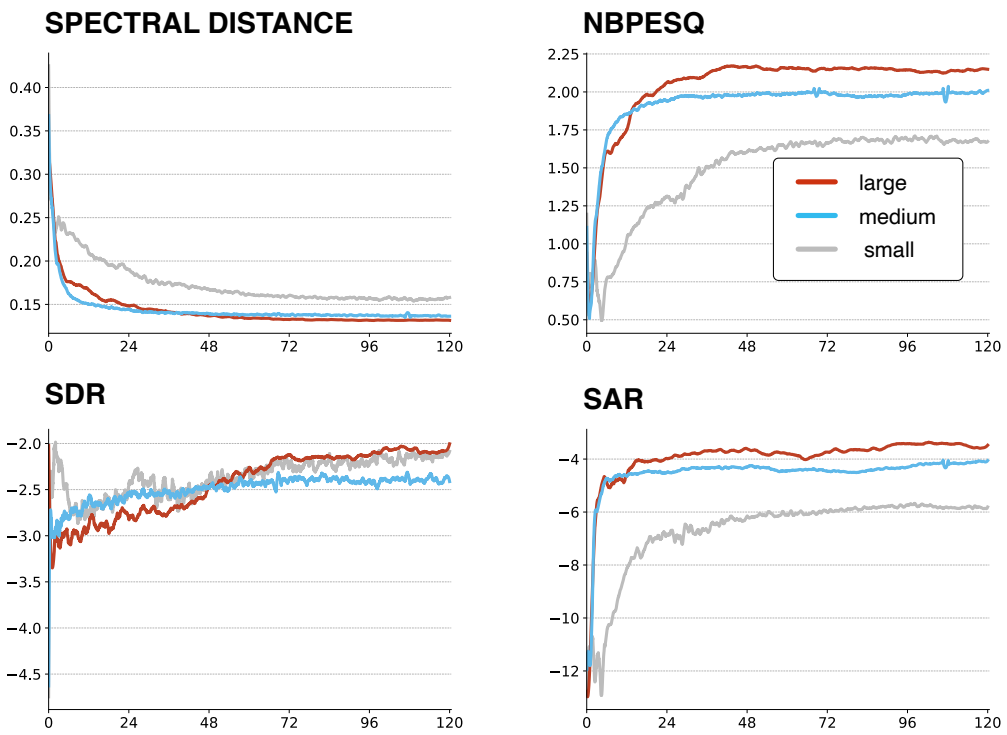 SPECTRAL DISTANCE
0.40
0.35
0.30
0.25
0.20
0.15
0 24 48 72 96 120
NBPESQ
2.25
2.00
1.75
1.50
1.25
1.00
0.75
0.50
large
medium
small
0 24 48 72 96 120
SDR
−2.0
−2.5
−3.0
−3.5
−4.0
−4.5
0 24 48 72 96 120
SAR
−4
−6
−8
−10
−12
0 24 48 72 96 120